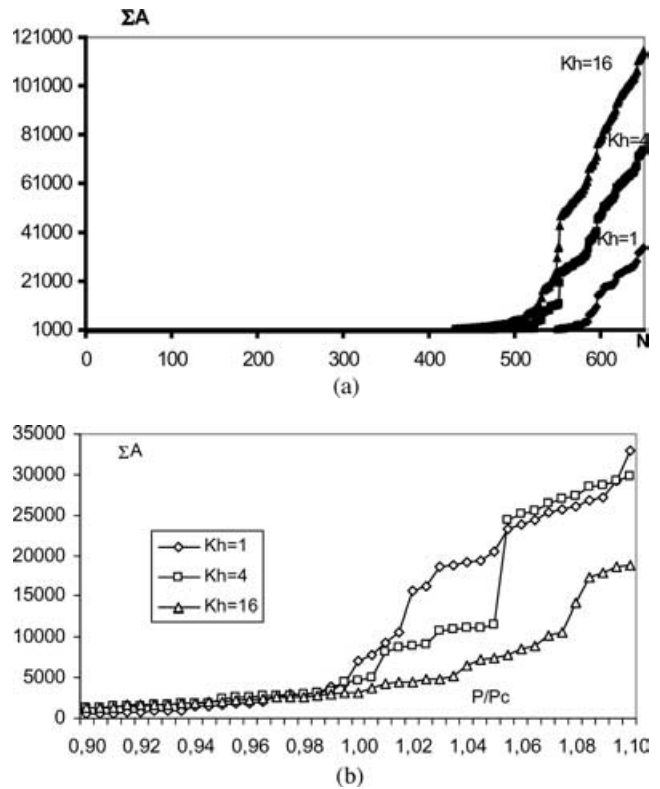 ΣA
121000
101000
81000
61000
41000
21000
1000
Kh=16
Kh=4
Kh=1
0 100 200 300 400 500 600 N
(a)
35000
30000
25000
20000
15000
10000
5000
0
ΣA
Kh=1
Kh=4
Kh=16
P/Pc
0,90 0,92 0,94 0,96 0,98 1,00 1,02 1,04 1,06 1,08 1,10
(b)